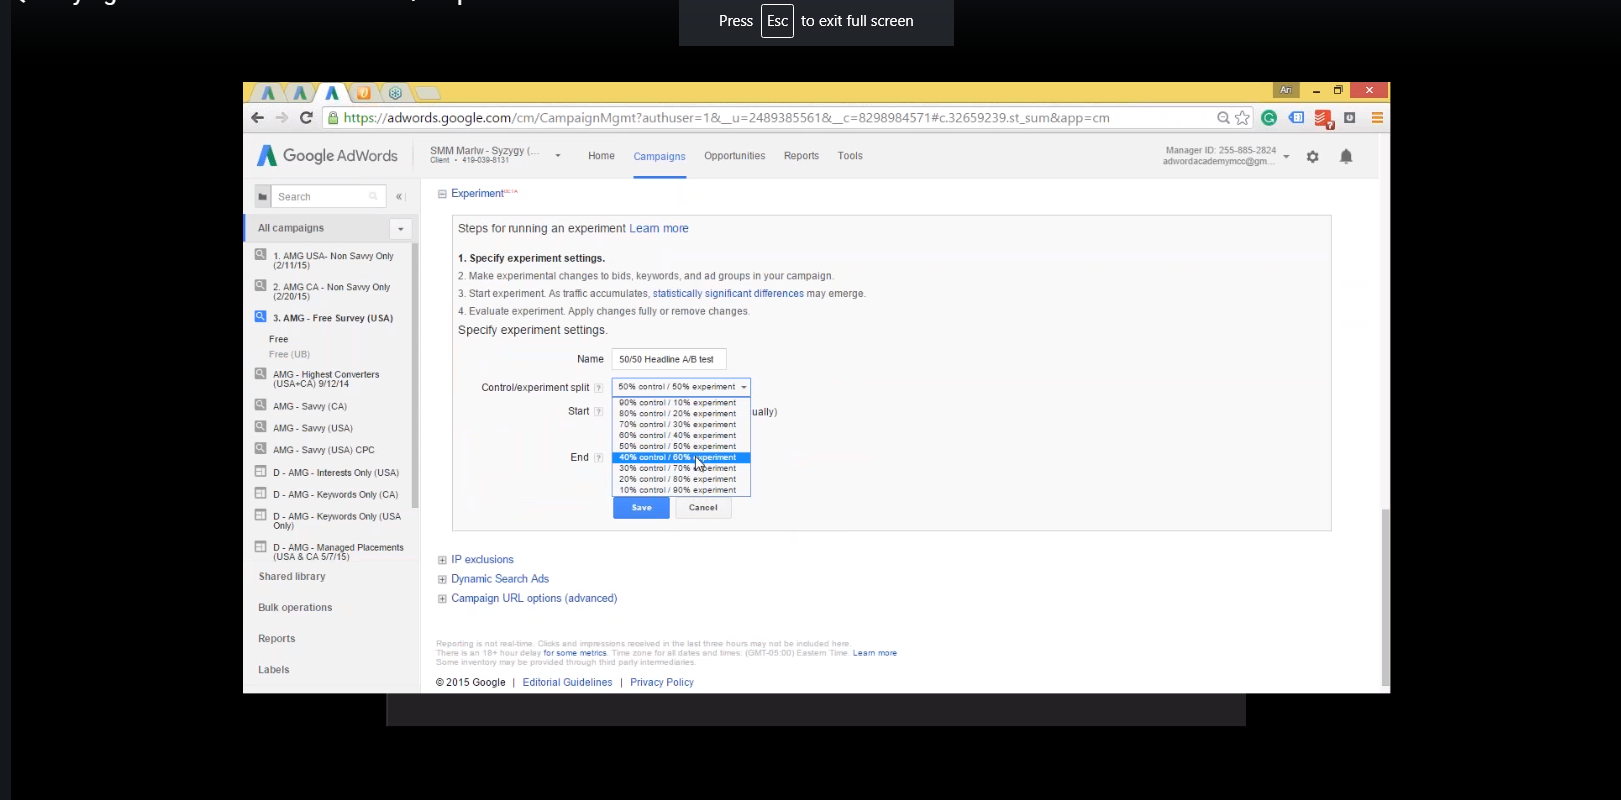 Press Esc to exit full screen
An
https://adwords.google.com/cm/CampaignMgmt?authuser=1&__u=2489385561&__c=8298984571#c.32659239.st_sum&app=cm
Google AdWords
SMM Marlw - Syzygy (...
Client • 419-039-8131
Home Campaigns Opportunities Reports Tools
Manager ID: 255-885-2824
adwordacademymcc@gm...
Search
«
All campaigns
1. AMG USA- Non Savvy Only
(2/11/15)
2. AMG CA - Non Savvy Only
(2/20/15)
3. AMG - Free Survey (USA)
Free
Free (UB)
AMG - Highest Converters
(USA+CA) 9/12/14
AMG - Savvy (CA)
AMG - Savvy (USA)
AMG - Savvy (USA) CPC
D - AMG - Interests Only (USA)
D - AMG - Keywords Only (CA)
D - AMG - Keywords Only (USA
Only)
D - AMG - Managed Placements
(USA & CA 5/7/15)
Shared library
Bulk operations
Reports
Labels
Experiment BETA
Steps for running an experiment Learn more
1. Specify experiment settings.
2. Make experimental changes to bids, keywords, and ad groups in your campaign.
3. Start experiment. As traffic accumulates, statistically significant differences may emerge.
4. Evaluate experiment. Apply changes fully or remove changes.
Specify experiment settings.
Name 50/50 Headline A/B test
Control/experiment split ? 50% control / 50% experiment
90% control / 10% experiment
80% control / 20% experiment
Start ? ually)
70% control / 30% experiment
60% control / 40% experiment
50% control / 50% experiment
End ? 40% control / 60% experiment
30% control / 70% experiment
20% control / 80% experiment
10% control / 90% experiment
Save Cancel
IP exclusions
Dynamic Search Ads
Campaign URL options (advanced)
Reporting is not real-time. Clicks and impressions received in the last three hours may not be included here.
There is an 18+ hour delay for some metrics. Time zone for all dates and times: (GMT-05:00) Eastern Time. Learn more
Some inventory may be provided through third party intermediaries.
© 2015 Google | Editorial Guidelines | Privacy Policy